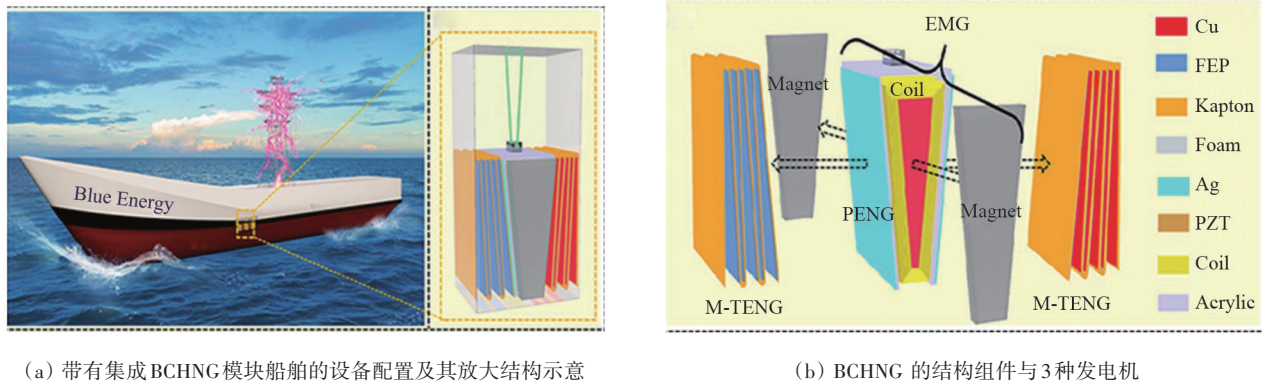 Blue Energy
EMG
Magnet
Coil
PENG
Magnet
M-TENG
M-TENG
Cu
FEP
Kapton
Foam
Ag
PZT
Coil
Acrylic
(a) 带有集成BCHNG模块船舶的设备配置及其放大结构示意
(b) BCHNG 的结构组件与3种发电机